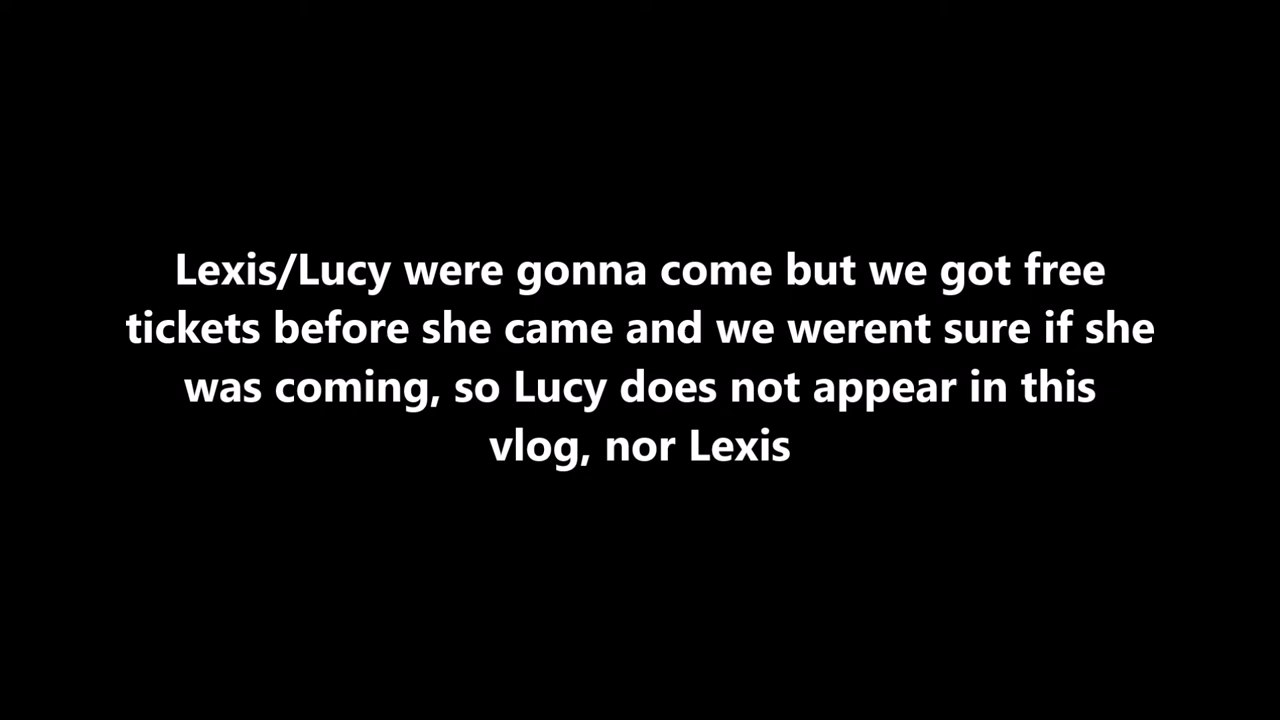 Lexis/Lucy were gonna come but we got free
tickets before she came and we werent sure if she
was coming, so Lucy does not appear in this
vlog, nor Lexis